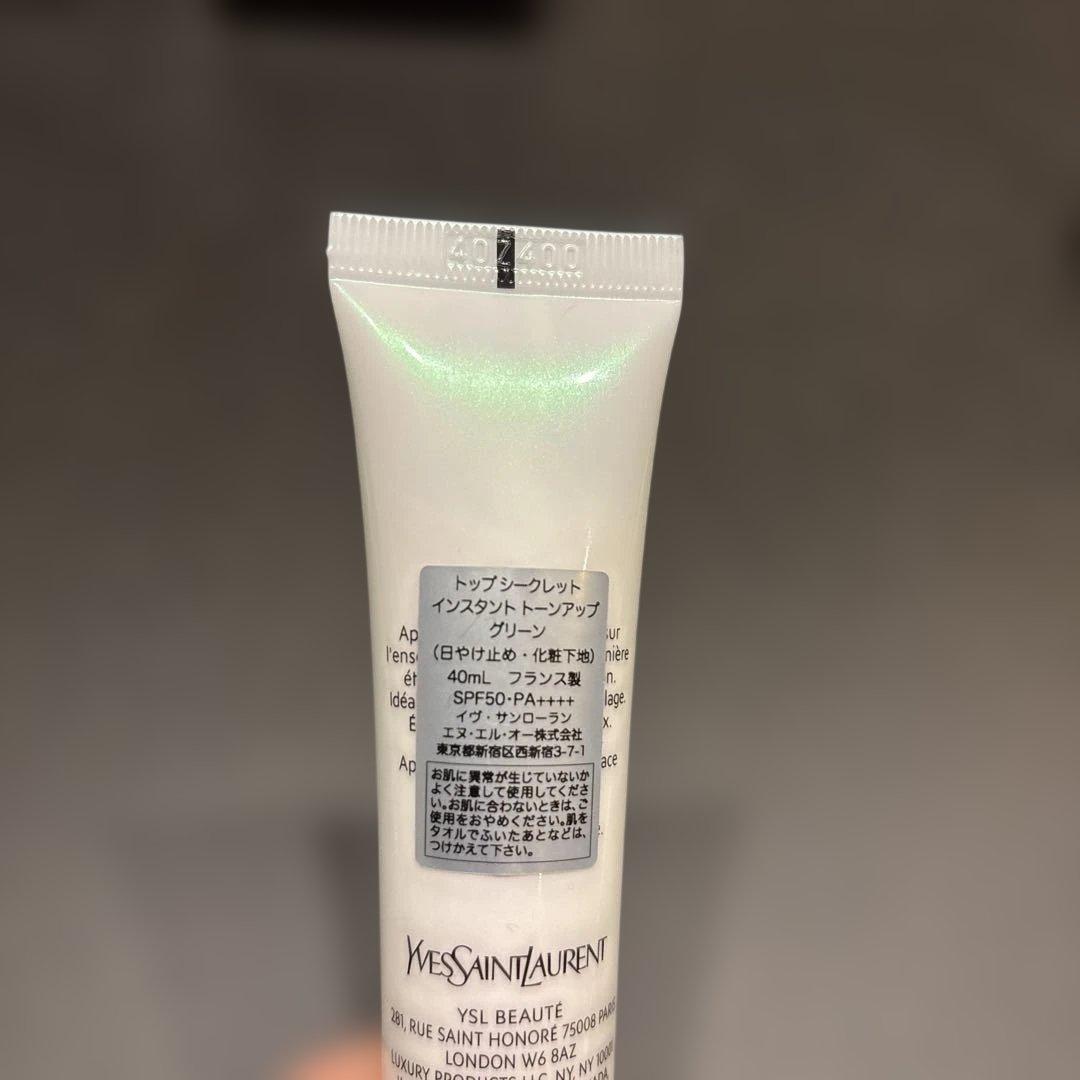 407400
トップシークレット
インスタント トーンアップ
グリーン
(日やけ止め・化粧下地)
40mL フランス製
SPF50・PA++++
イヴ・サンローラン
エヌ・エル・オー株式会社
東京都新宿区西新宿3-7-1
お肌に異常が生じていないか
よく注意して使用してくださ
い。お肌に合わないときは、ご
使用をおやめください。肌を
タオルでふいたあとなどは、
つけかえて下さい。
YVESSAINTLAURENT
YSL BEAUTÉ
281, RUE SAINT HONORÉ 75008 PARIS
LONDON W6 8AZ
LUXURY PRODUCTS LLC, NY, NY 10001